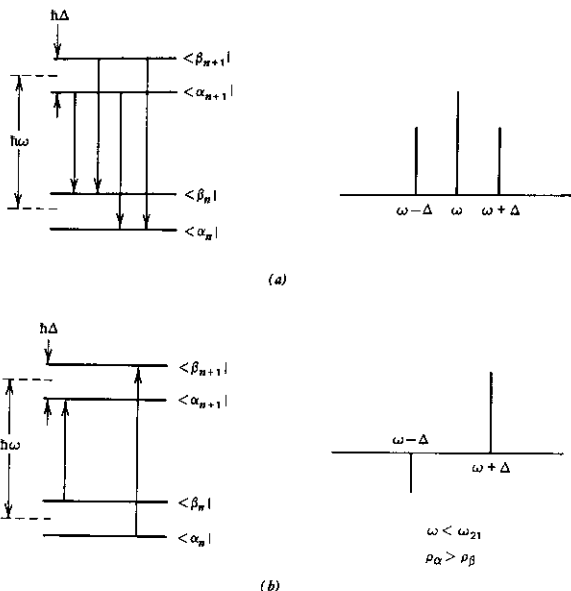 ħΔ
<β_{n+1}|
<α_{n+1}|
ħω
<β_n|
<α_n|
ω−Δ ω ω + Δ
(a)
ħΔ
<β_{n+1}|
<α_{n+1}|
ħω
<β_n|
<α_n|
ω−Δ
ω + Δ
ω < ω_{21}
ρ_α > ρ_β
(b)